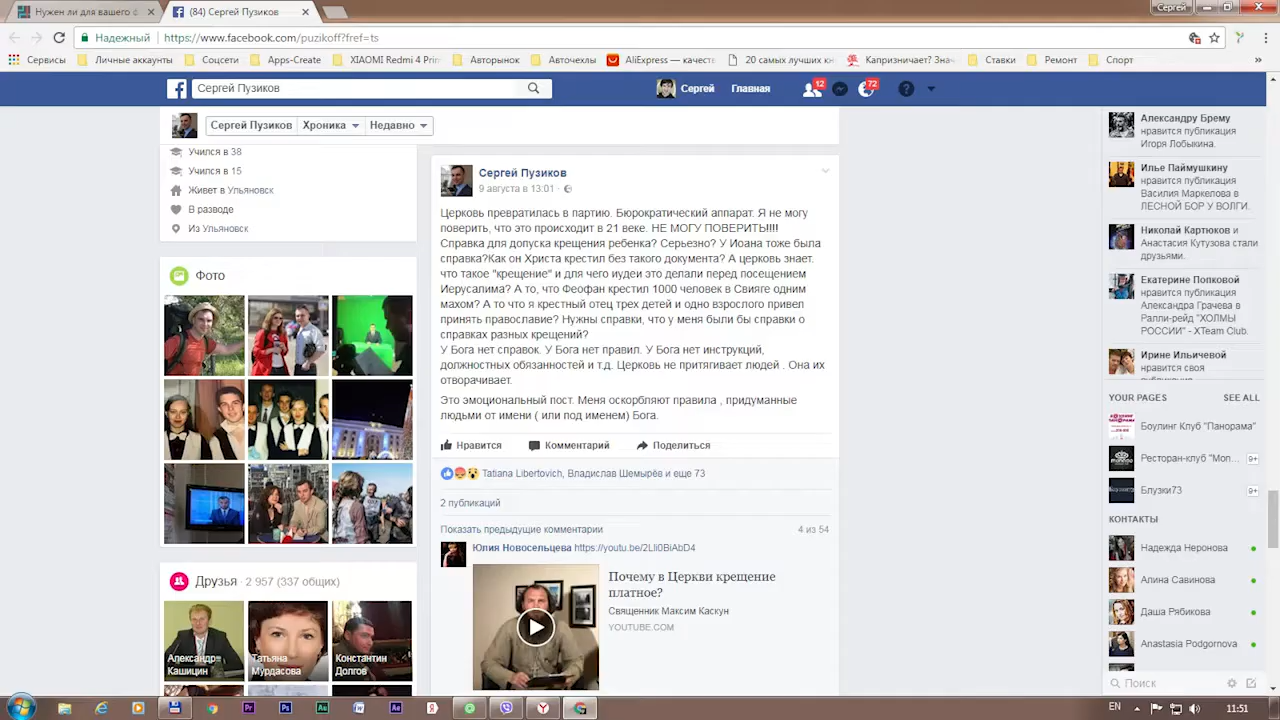 Нужен ли для вашего ф
(84) Сергей Пузиков
Сергей
Надежный
https://www.facebook.com/puzikoff?fref=ts
Сервисы
Личные аккаунты
Соцсети
Apps-Create
XIAOMI Redmi 4 Prim
Авторынок
Авточехлы
AliExpress — качеств
20 самых лучших кни
Капризничает? Знач
Ставки
Ремонт
Спорт
»
Сергей Пузиков
Сергей
Главная
12
72
?
Сергей Пузиков
Хроника
Недавно
Учился в 38
Учился в 15
Живет в Ульяновск
В разводе
Из Ульяновск
Фото
Друзья · 2 957 (337 общих)
Александр Кашицин
Татьяна Мурдасова
Константин Долгов
Сергей Пузиков
9 августа в 13:01 ·
Церковь превратилась в партию. Бюрократический аппарат. Я не могу
поверить, что это происходит в 21 веке. НЕ МОГУ ПОВЕРИТЬ!!!!
Справка для допуска крещения ребенка? Серьезно? У Иоана тоже была
справка?Как он Христа крестил без такого документа? А церковь знает.
что такое "крещение" и для чего иудеи это делали перед посещением
Иерусалима? А то, что Феофан крестил 1000 человек в Свияге одним
махом? А то что я крестный отец трех детей и одно взрослого привел
принять православие? Нужны справки, что у меня были бы справки о
справках разных крещений?
У Бога нет справок. У Бога нет правил. У Бога нет инструкций,
должностных обязанностей и т.д. Церковь не притягивает людей . Она их
отворачивает.
Это эмоциональный пост. Меня оскорбляют правила , придуманные
людьми от имени ( или под именем) Бога.
Нравится
Комментарий
Поделиться
Tatiana Libertovich, Владислав Шемырёв и еще 73
2 публикаций
Показать предыдущие комментарии
4 из 54
Юлия Новосельцева https://youtu.be/2Lli0BiAbD4
Почему в Церкви крещение
платное?
Священник Максим Каскун
YOUTUBE.COM
Александру Брему
нравится публикация
Игоря Лобыкина.
Илье Паймушкину
нравится публикация
Василия Маркелова в
ЛЕСНОЙ БОР У ВОЛГИ.
Николай Картюков и
Анастасия Кутузова стали
друзьями.
Екатерине Попковой
нравится публикация
Александра Грачева в
Ралли-рейд "ХОЛМЫ
РОССИИ" - XTeam Club.
Ирине Ильичевой
нравится своя
YOUR PAGES
SEE ALL
Боулинг Клуб "Панорама"
Ресторан-клуб "Моп...
9+
Блузки73
9+
КОНТАКТЫ
Надежда Неронова
Алина Савинова
Даша Рябикова
Anastasia Podgornova
Поиск
EN
11:51